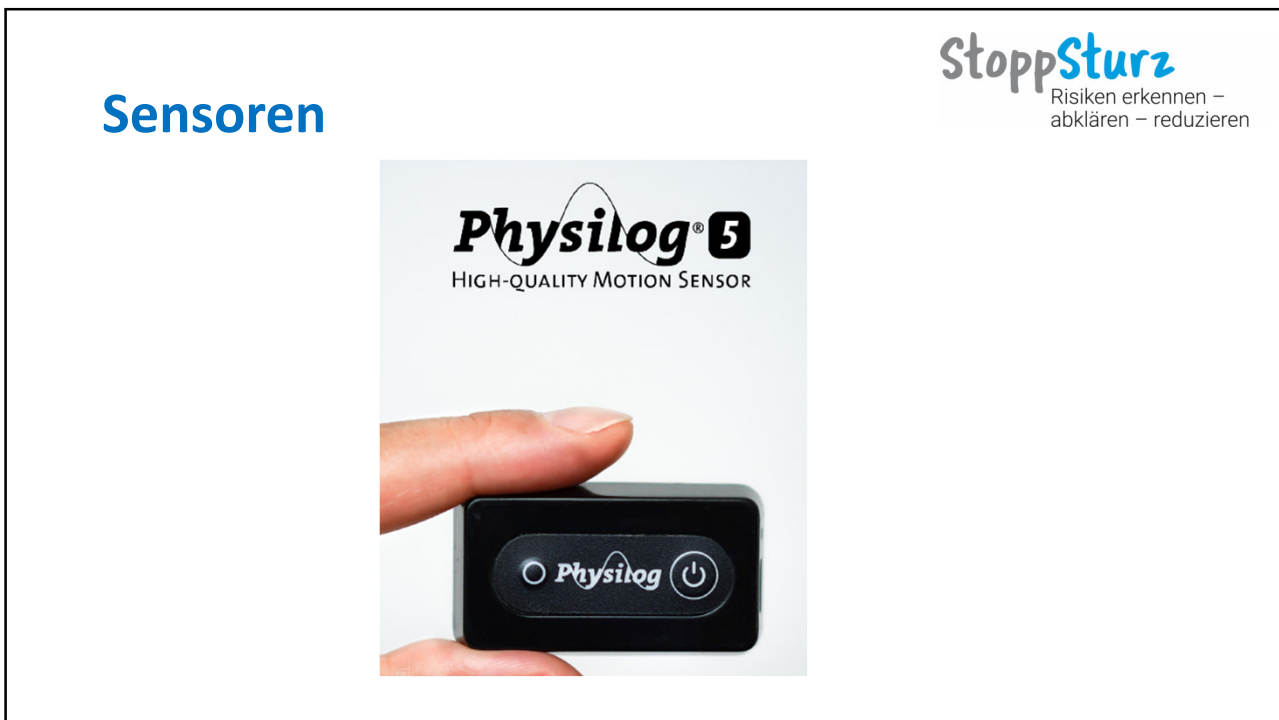 StoppSturz
Risiken erkennen –
abklären – reduzieren
Sensoren
Physilog® 5
HIGH-QUALITY MOTION SENSOR
Physilog